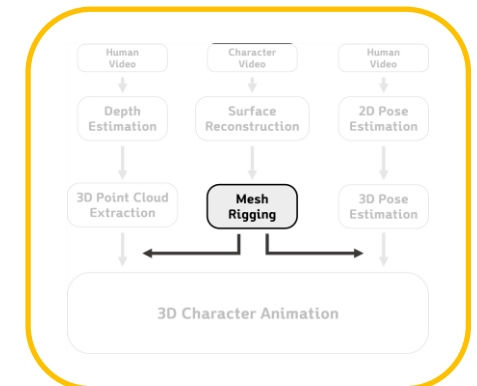 Human
Video
Character
Video
Human
Video
Depth
Estimation
Surface
Reconstruction
2D Pose
Estimation
3D Point Cloud
Extraction
Mesh
Rigging
3D Pose
Estimation
3D Character Animation